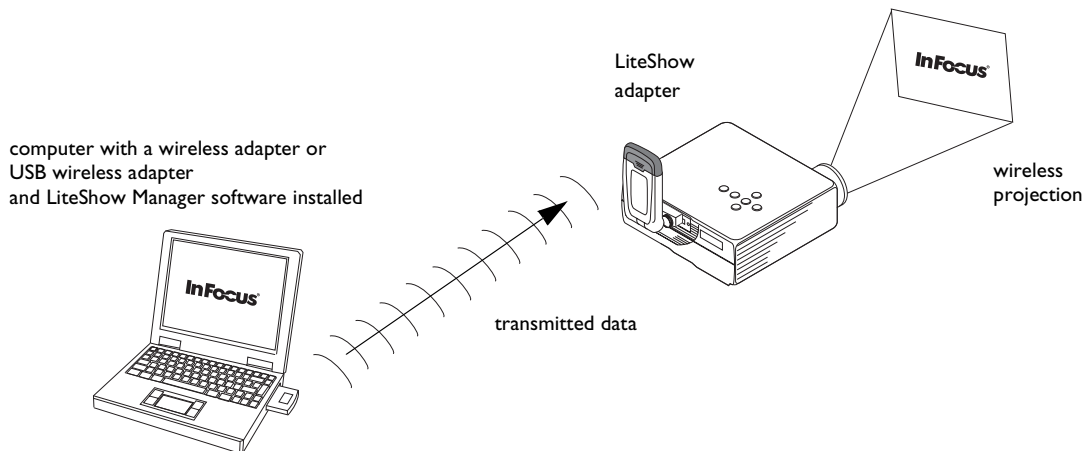 InFocus®
LiteShow
adapter
computer with a wireless adapter or
USB wireless adapter
and LiteShow Manager software installed
wireless
projection
InFocus®
transmitted data